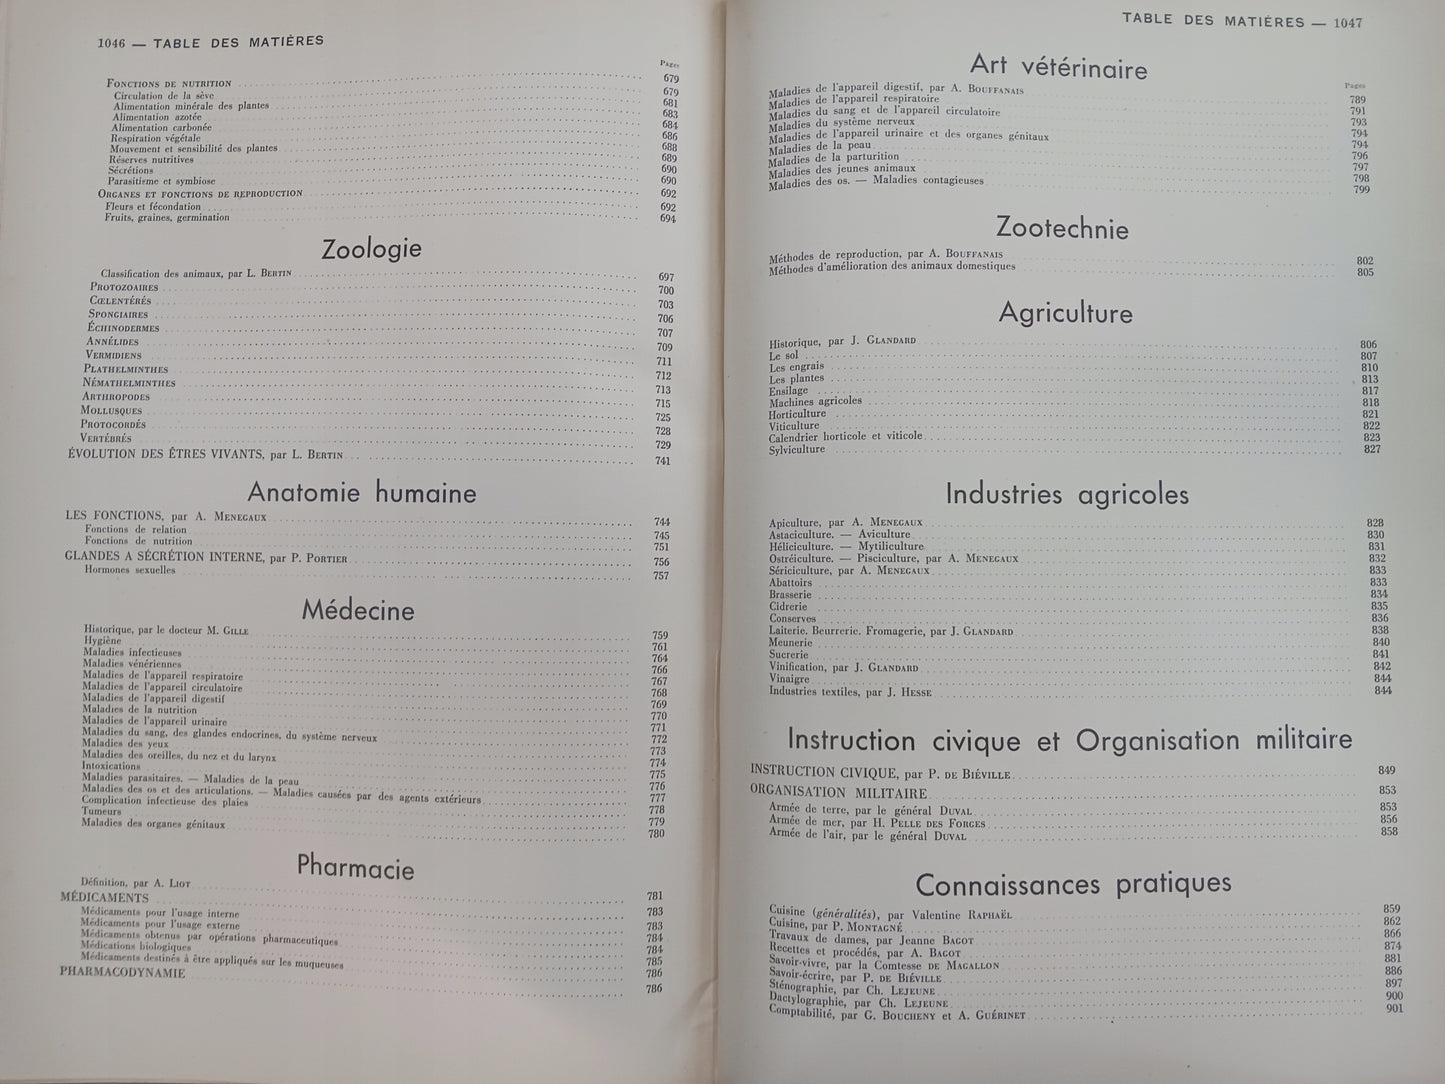 1046 — TABLE DES MATIÈRES
Pages
FONCTIONS DE NUTRITION 679
Circulation de la sève 679
Alimentation minérale des plantes 681
Alimentation azotée 683
Alimentation carbonée 684
Respiration végétale 686
Mouvement et sensibilité des plantes 688
Réserves nutritives 689
Sécrétions 690
Parasitisme et symbiose 690
ORGANES ET FONCTIONS DE REPRODUCTION 692
Fleurs et fécondation 692
Fruits, graines, germination 694
Zoologie
Classification des animaux, par L. BERTIN 697
PROTOZOAIRES 700
CŒLENTÉRÉS 703
SPONGIAIRES 706
ÉCHINODERMES 707
ANNÉLIDES 709
VERMIDIENS 711
PLATHELMINTHES 712
NÉMATHELMINTHES 713
ARTHROPODES 715
MOLLUSQUES 725
PROTOCORDÉS 728
VERTÉBRÉS 729
ÉVOLUTION DES ÊTRES VIVANTS, par L. BERTIN 741
Anatomie humaine
LES FONCTIONS, par A. MENEGAUX 744
Fonctions de relation 745
Fonctions de nutrition 751
GLANDES A SÉCRÉTION INTERNE, par P. PORTIER 756
Hormones sexuelles 757
Médecine
Historique, par le docteur M. GILLE 759
Hygiène 761
Maladies infectieuses 764
Maladies vénériennes 766
Maladies de l'appareil respiratoire 767
Maladies de l'appareil circulatoire 768
Maladies de l'appareil digestif 769
Maladies de la nutrition 770
Maladies de l'appareil urinaire 771
Maladies du sang, des glandes endocrines, du système nerveux 772
Maladies des yeux 773
Maladies des oreilles, du nez et du larynx 774
Intoxications 775
Maladies parasitaires. — Maladies de la peau 776
Maladies des os et des articulations. — Maladies causées par des agents extérieurs 777
Complication infectieuse des plaies 778
Tumeurs 779
Maladies des organes génitaux 780
Pharmacie
Définition, par A. LIOT 781
MÉDICAMENTS 783
Médicaments pour l'usage interne 783
Médicaments pour l'usage externe 784
Médicaments obtenus par opérations pharmaceutiques 784
Médications biologiques 785
Médicaments destinés à être appliqués sur les muqueuses 786
PHARMACODYNAMIE 786
TABLE DES MATIÈRES — 1047
Art vétérinaire
Pages
Maladies de l'appareil digestif, par A. BOUFFANAIS 789
Maladies de l'appareil respiratoire 791
Maladies du sang et de l'appareil circulatoire 793
Maladies du système nerveux 794
Maladies de l'appareil urinaire et des organes génitaux 794
Maladies de la peau 796
Maladies de la parturition 797
Maladies des jeunes animaux 798
Maladies des os. — Maladies contagieuses 799
Zootechnie
Méthodes de reproduction, par A. BOUFFANAIS 802
Méthodes d'amélioration des animaux domestiques 805
Agriculture
Historique, par J. GLANDARD 806
Le sol 807
Les engrais 810
Les plantes 813
Ensilage 817
Machines agricoles 818
Horticulture 821
Viticulture 822
Calendrier horticole et viticole 823
Sylviculture 827
Industries agricoles
Apiculture, par A. MENEGAUX 828
Astaciculture. — Aviculture 830
Héliciculture. — Mytiliculture 831
Ostréiculture. — Pisciculture, par A. MENEGAUX 832
Sériciculture, par A. MENEGAUX 833
Abattoirs 833
Brasserie 834
Cidrerie 835
Conserves 836
Laiterie. Beurrerie. Fromagerie, par J. GLANDARD 838
Meunerie 840
Sucrerie 841
Vinification, par J. GLANDARD 842
Vinaigre 844
Industries textiles, par J. HESSE 844
Instruction civique et Organisation militaire
INSTRUCTION CIVIQUE, par P. DE BIÉVILLE 849
ORGANISATION MILITAIRE 853
Armée de terre, par le général DUVAL 853
Armée de mer, par H. PELLE DES FORGES 856
Armée de l'air, par le général DUVAL 858
Connaissances pratiques
Cuisine (généralités), par Valentine RAPHAËL 859
Cuisine, par P. MONTAGNÉ 862
Travaux de dames, par Jeanne BAGOT 866
Recettes et procédés, par A. BAGOT 874
Savoir-vivre, par la Comtesse DE MAGALLON 881
Savoir-écrire, par P. DE BIÉVILLE 886
Sténographie, par Ch. LEJEUNE 897
Dactylographie, par Ch. LEJEUNE 900
Comptabilité, par G. BOUCHENY et A. GUÉRINET 901